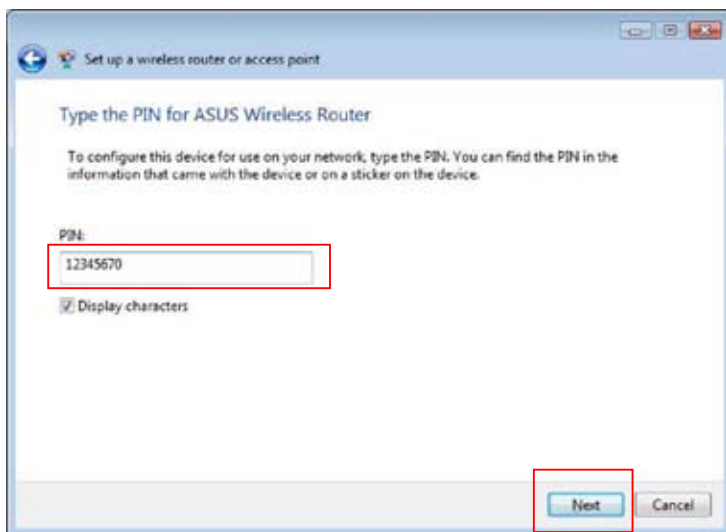 Set up a wireless router or access point
Type the PIN for ASUS Wireless Router
To configure this device for use on your network, type the PIN. You can find the PIN in the
information that came with the device or on a sticker on the device.
PIN:
12345670
Display characters
Next Cancel